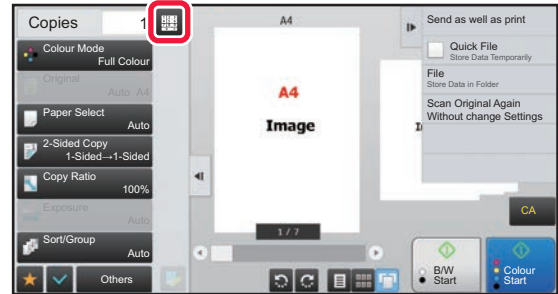 Copies 1
Colour Mode
Full Colour
Original
Auto A4
Paper Select
Auto
2-Sided Copy
1-Sided→1-Sided
Copy Ratio
100%
Exposure
Auto
Sort/Group
Auto
Others
A4
A4
Image
1 / 7
Send as well as print
Quick File
Store Data Temporarily
File
Store Data in Folder
Scan Original Again
Without change Settings
CA
B/W
Start
Colour
Start